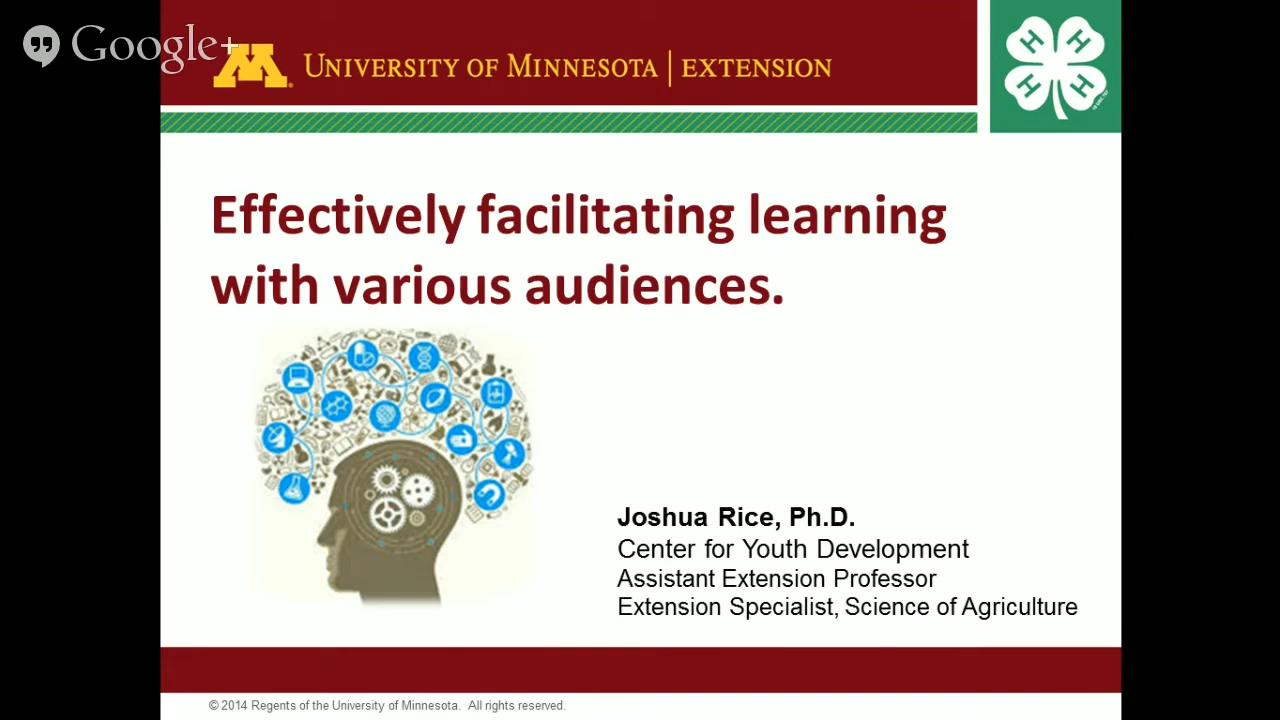 Google+
UNIVERSITY OF MINNESOTA | EXTENSION
H H
H H
Effectively facilitating learning
with various audiences.
Joshua Rice, Ph.D.
Center for Youth Development
Assistant Extension Professor
Extension Specialist, Science of Agriculture
© 2014 Regents of the University of Minnesota. All rights reserved.